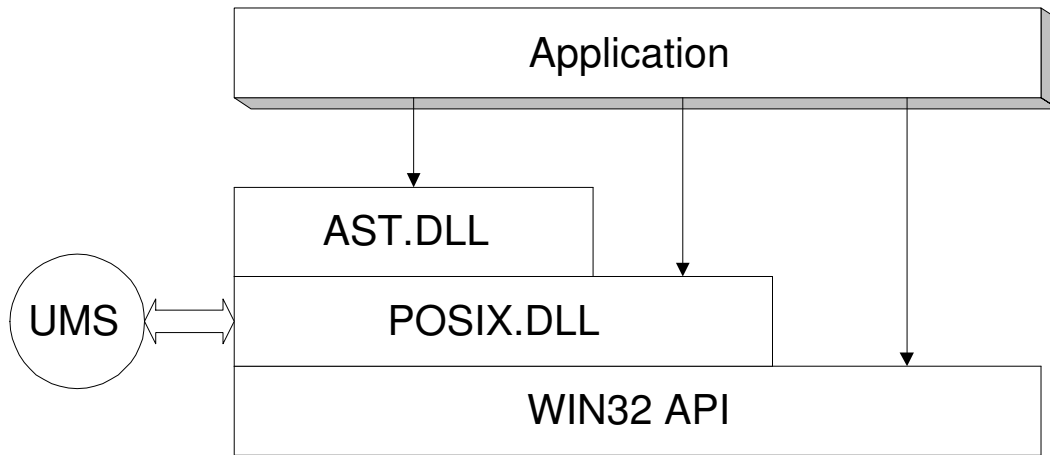 Application
AST.DLL
UMS
POSIX.DLL
WIN32 API